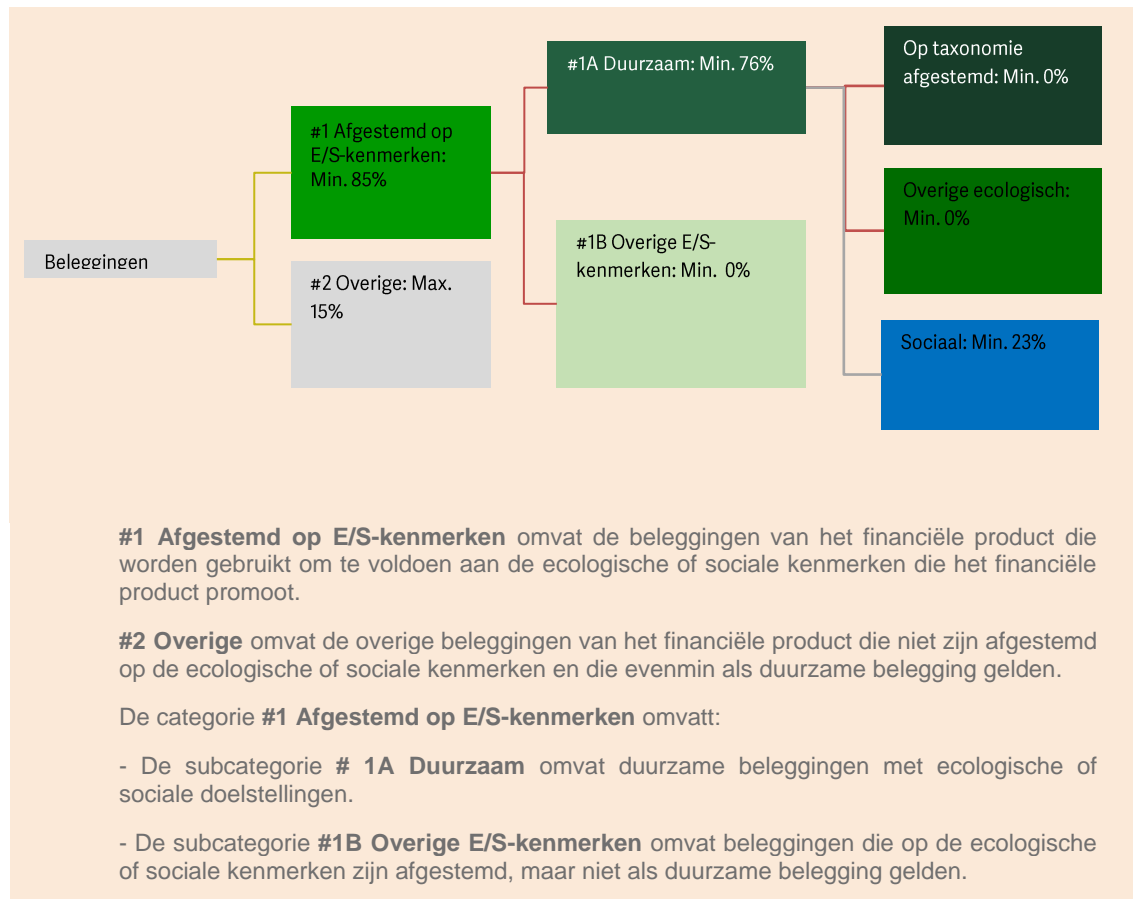 Beleggingen
#1 Afgestemd op
E/S-kenmerken:
Min. 85%
#2 Overige: Max.
15%
#1A Duurzaam: Min. 76%
#1B Overige E/S-
kenmerken: Min. 0%
Op taxonomie
afgestemd: Min. 0%
Overige ecologisch:
Min. 0%
Sociaal: Min. 23%
#1 Afgestemd op E/S-kenmerken omvat de beleggingen van het financiële product die
worden gebruikt om te voldoen aan de ecologische of sociale kenmerken die het financiële
product promoot.
#2 Overige omvat de overige beleggingen van het financiële product die niet zijn afgestemd
op de ecologische of sociale kenmerken en die evenmin als duurzame belegging gelden.
De categorie #1 Afgestemd op E/S-kenmerken omvatt:
- De subcategorie # 1A Duurzaam omvat duurzame beleggingen met ecologische of
sociale doelstellingen.
- De subcategorie #1B Overige E/S-kenmerken omvat beleggingen die op de ecologische
of sociale kenmerken zijn afgestemd, maar niet als duurzame belegging gelden.